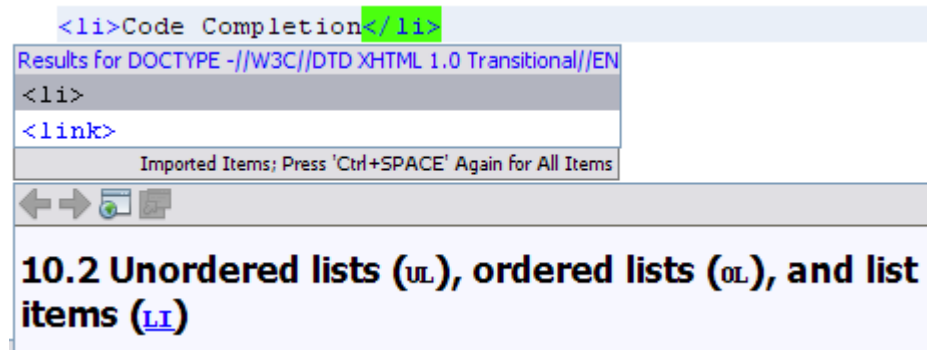 <li>Code Completion</li>
Results for DOCTYPE -//W3C//DTD XHTML 1.0 Transitional//EN
<li>
<link>
Imported Items; Press 'Ctrl+SPACE' Again for All Items
10.2 Unordered lists (UL), ordered lists (OL), and list
items (LI)